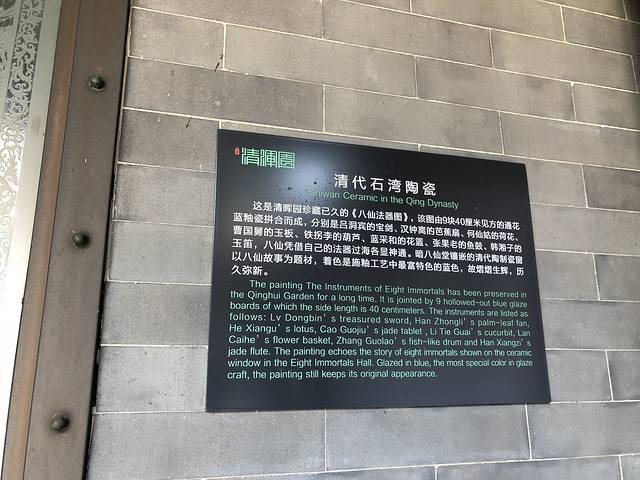 清暉園
清代石湾陶瓷
Shiwan Ceramic in the Qing Dynasty
这是清晖园珍藏已久的《八仙法器图》，该图由9块40厘米见方的通花
蓝釉瓷拼合而成，分别是吕洞宾的宝剑、汉钟离的芭蕉扇、何仙姑的荷花、
曹国舅的玉板、铁拐李的葫芦、蓝采和的花篮、张果老的鱼鼓、韩湘子的
玉笛，八仙凭借自己的法器过海各显神通。暗八仙堂镶嵌的清代陶制瓷窗
以八仙故事为题材，着色是施釉工艺中最富特色的蓝色，故熠熠生辉，历
久弥新。
The painting The Instruments of Eight Immortals has been preserved in
the Qinghui Garden for a long time. It is jointed by 9 hollowed-out blue glaze
boards of which the side length is 40 centimeters. The instruments are listed as
follows: Lv Dongbin's treasured sword, Han Zhongli's palm-leaf fan,
He Xiangu's lotus, Cao Guojiu's jade tablet , Li Tie Guai's cucurbit, Lan
Caihe's flower basket, Zhang Guolao's fish-like drum and Han Xiangzi's
jade flute. The painting echoes the story of eight immortals shown on the ceramic
window in the Eight Immortals Hall. Glazed in blue, the most special color in glaze
craft, the painting still keeps its original appearance.